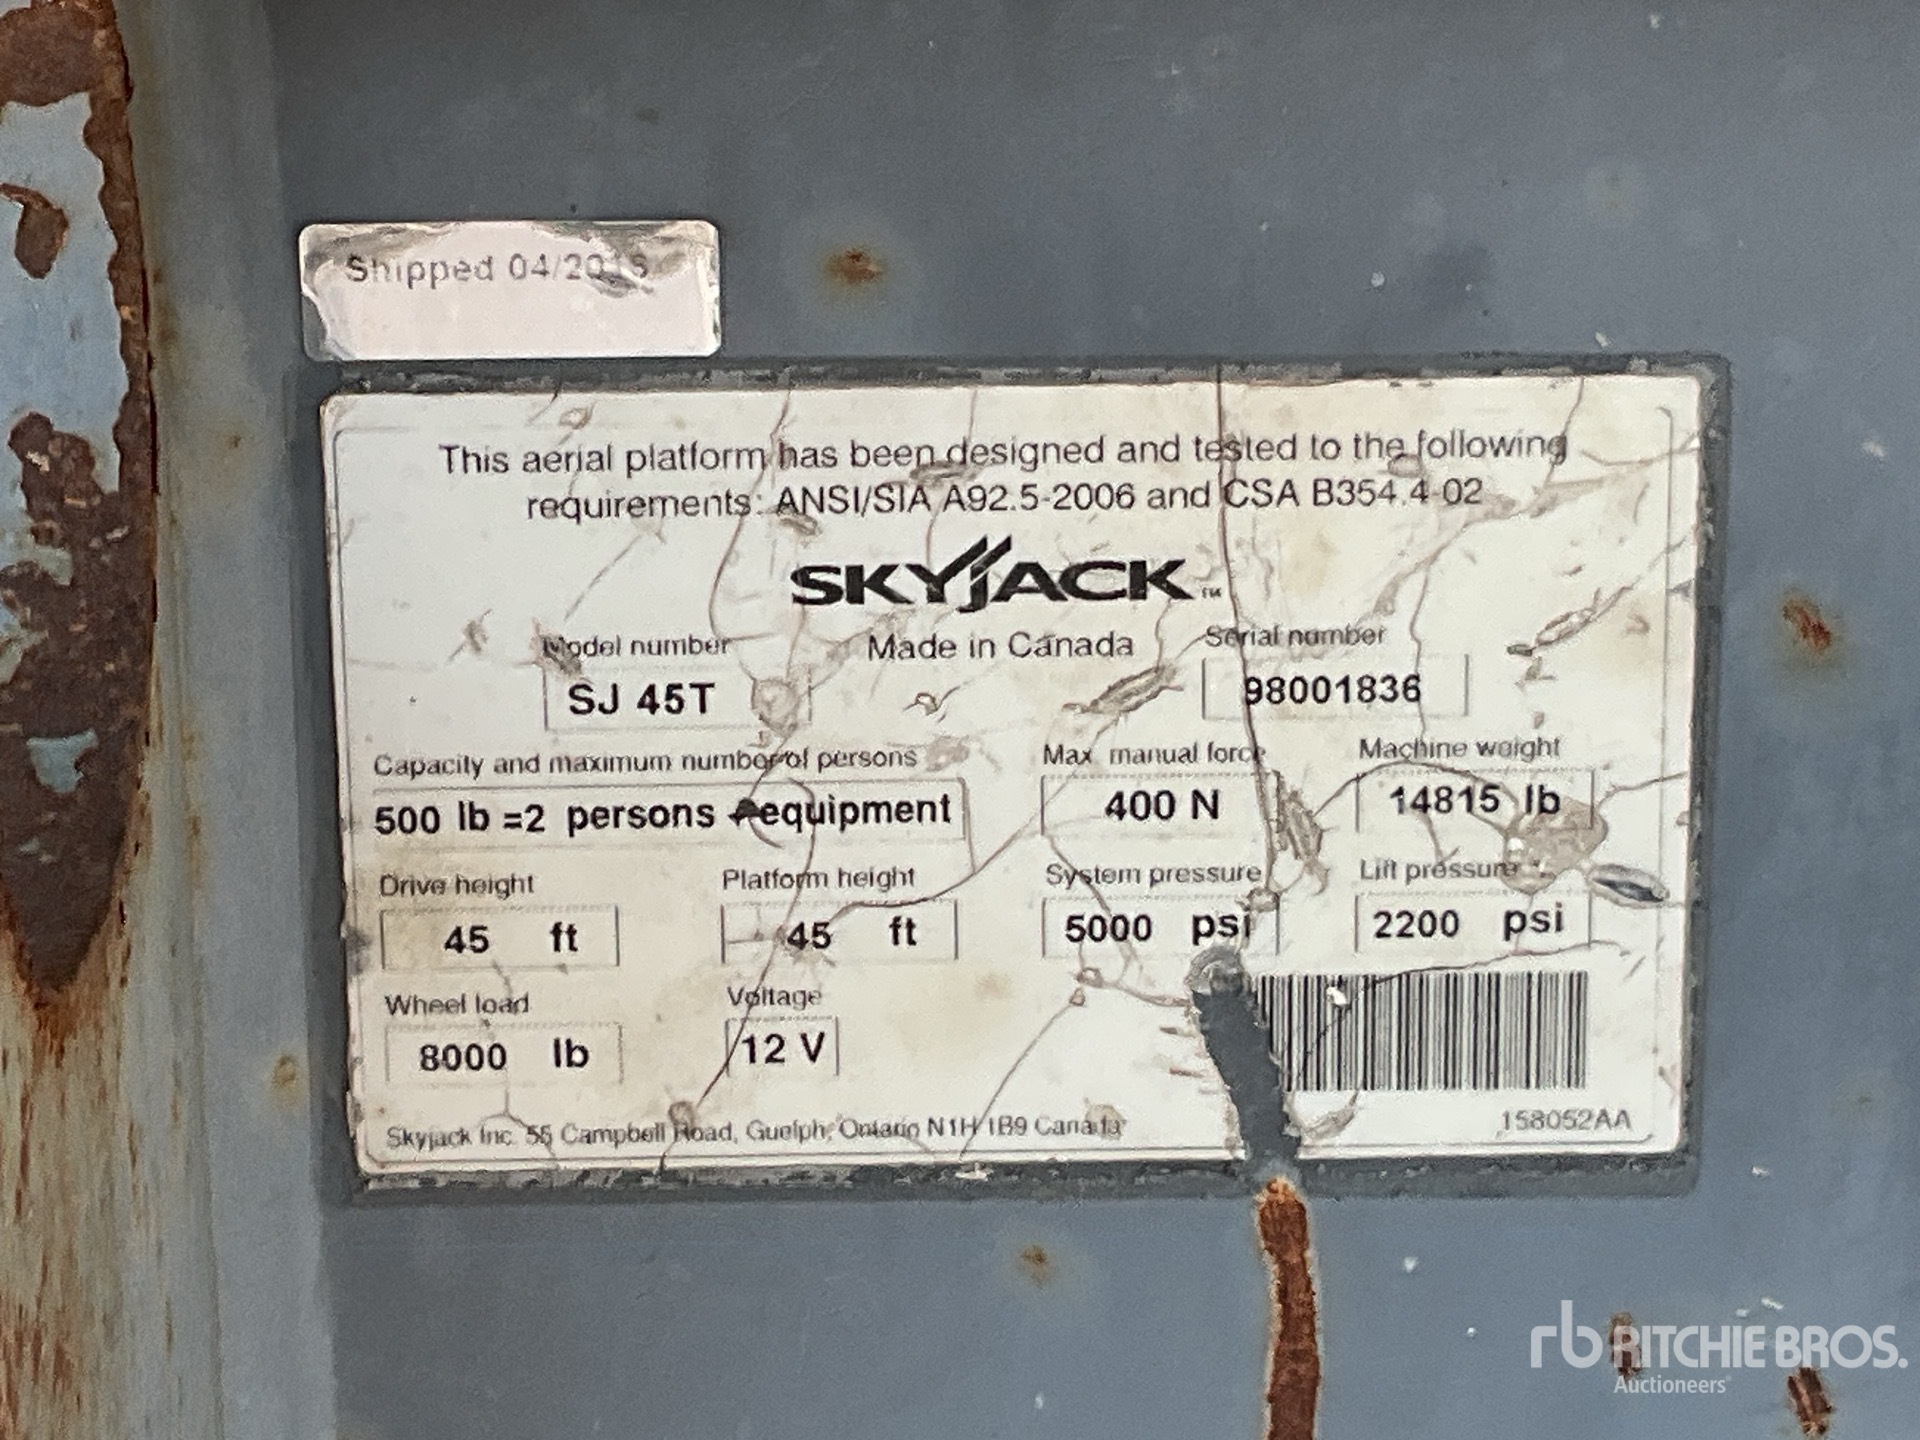 Shipped 04/20
This aerial platform has been designed and tested to the following
requirements: ANSI/SIA A92.5-2006 and CSA B354.4-02
SKYJACK™
Model number
Made in Canada
Serial number
SJ 45T
98001836
Capacity and maximum number of persons
Max manual force
Machine weight
500 lb =2 persons +equipment
400 N
14815 lb
Drive height
Platform height
System pressure
Lift pressure
45 ft
45 ft
5000 psi
2200 psi
Wheel load
Voltage
8000 lb
12 V
Skyjack Inc. 55 Campbell Road, Guelph, Ontario N1H 1B9 Canada
158052AA
rb RITCHIE BROS.
Auctioneers